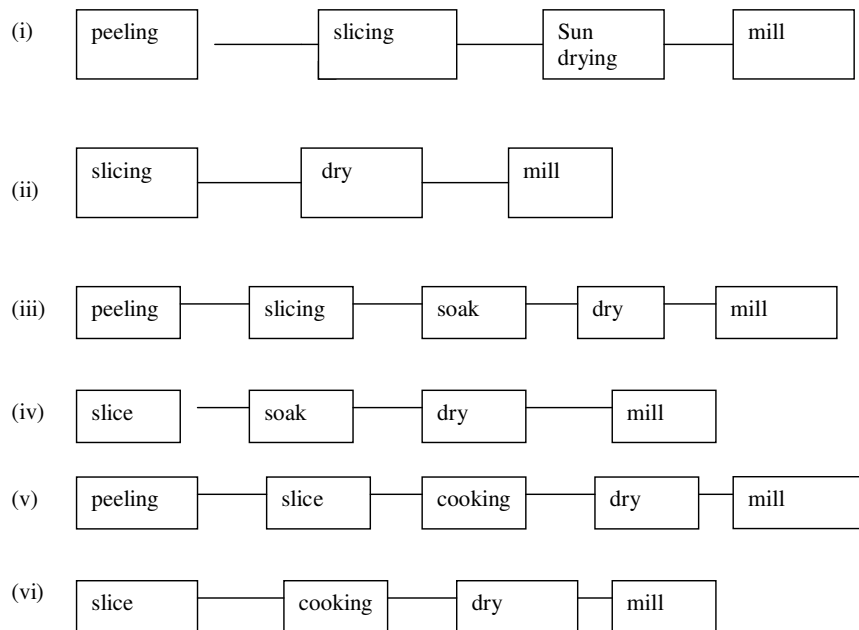 (i) peeling slicing Sun drying mill
(ii) slicing dry mill
(iii) peeling slicing soak dry mill
(iv) slice soak dry mill
(v) peeling slice cooking dry mill
(vi) slice cooking dry mill